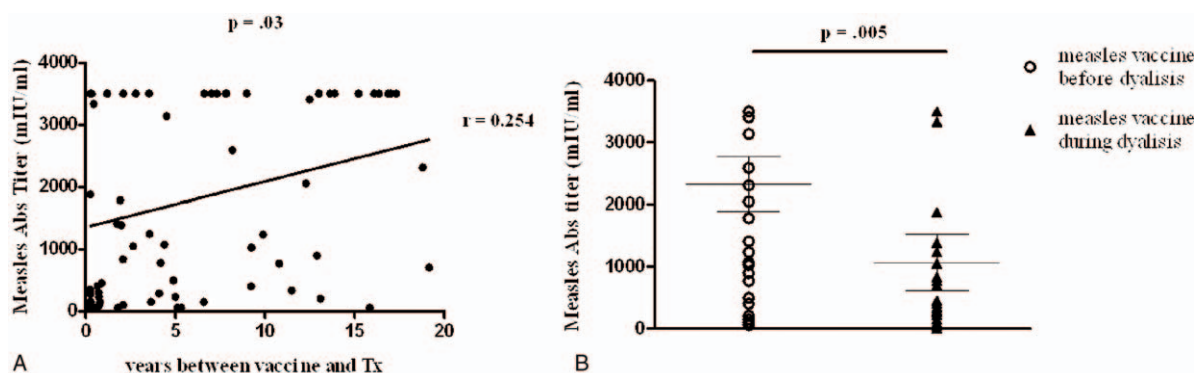 p = .03
Measles Abs Titer (mIU/ml)
4000
3000
2000
1000
0
r = 0.254
0
5
10
15
20
years between vaccine and Tx
A
p = .005
Measles Abs titer (mIU/ml)
4000
3000
2000
1000
0
measles vaccine
before dyalisis
measles vaccine
during dyalisis
B